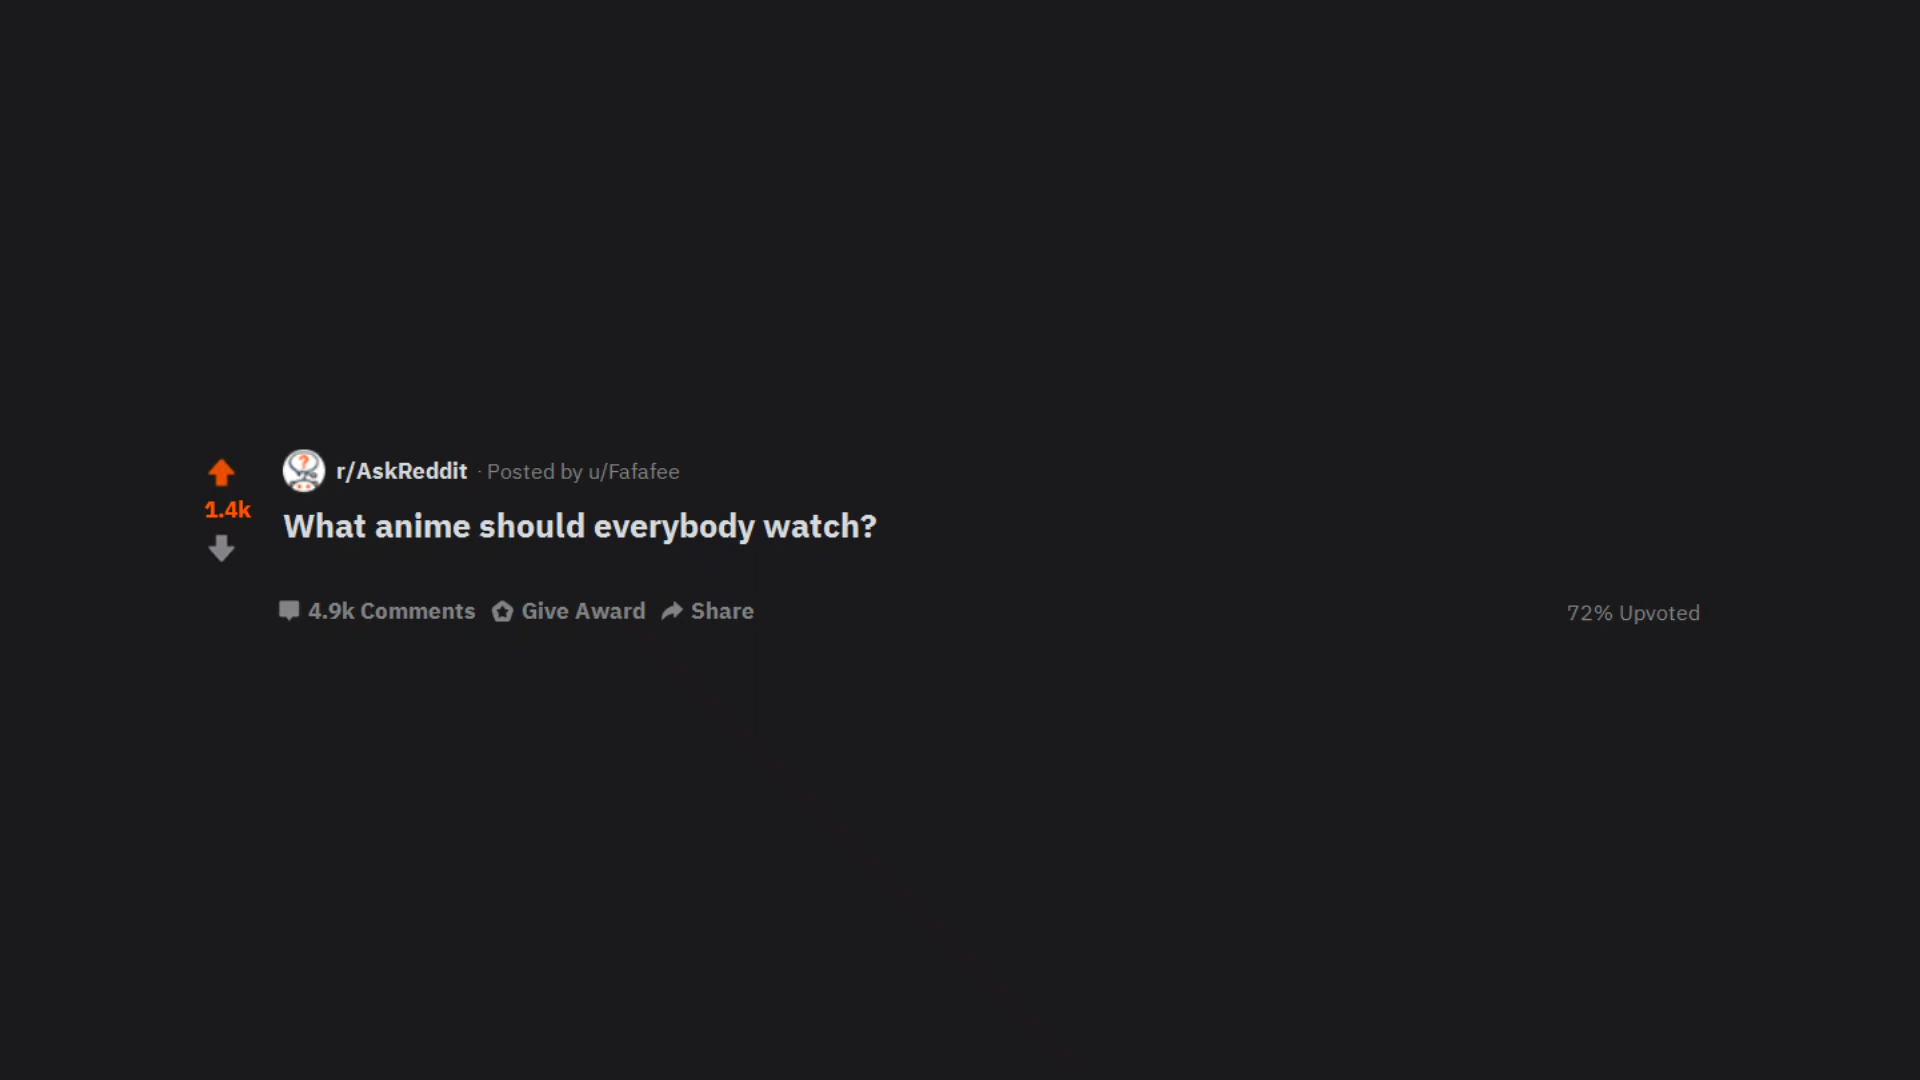 r/AskReddit · Posted by u/Fafafee
1.4k
What anime should everybody watch?
4.9k Comments Give Award Share 72% Upvoted